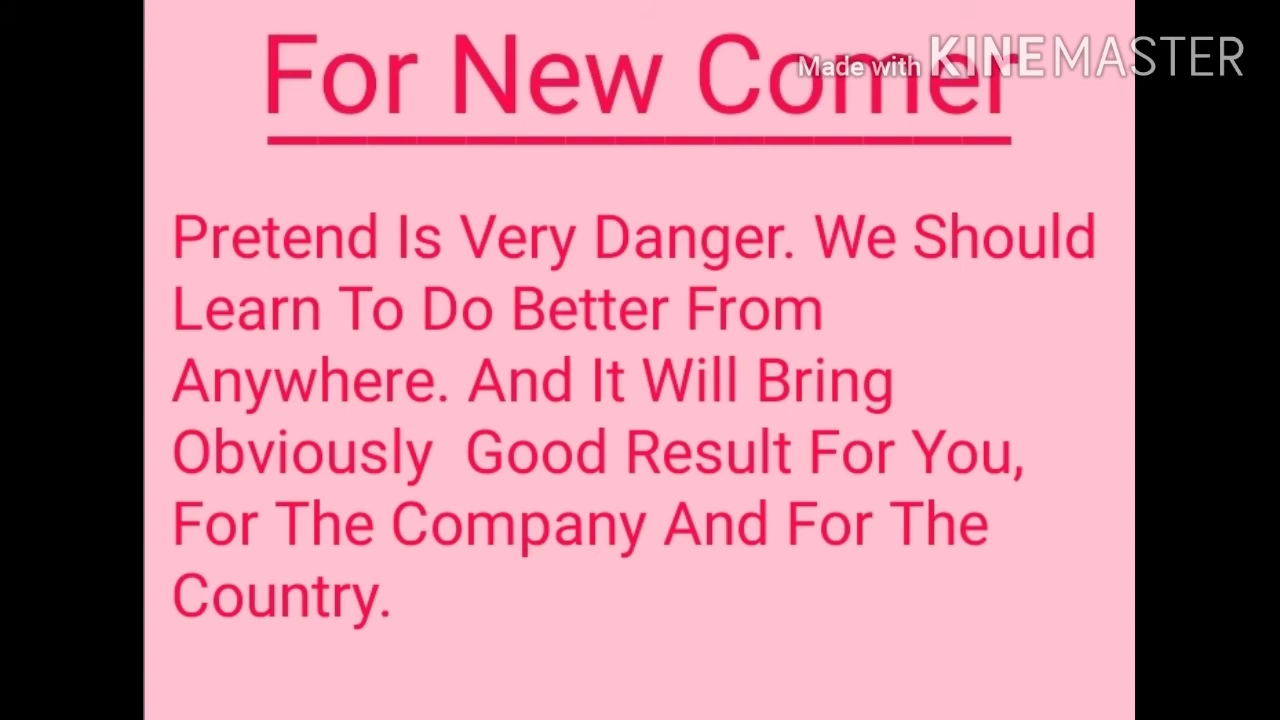 For New Comer
Made with KINEMASTER
Pretend Is Very Danger. We Should
Learn To Do Better From
Anywhere. And It Will Bring
Obviously  Good Result For You,
For The Company And For The
Country.